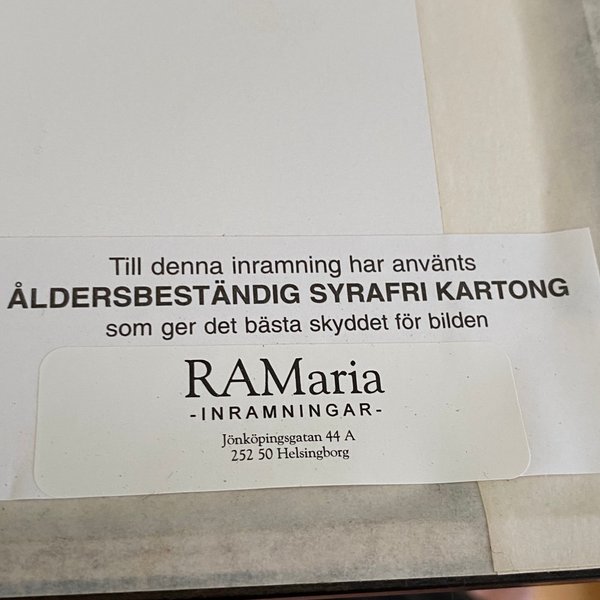 Till denna inramning har använts
ÅLDERSBESTÄNDIG SYRAFRI KARTONG
som ger det bästa skyddet för bilden
RAMaria
-INRAMNINGAR-
Jönköpingsgatan 44 A
252 50 Helsingborg